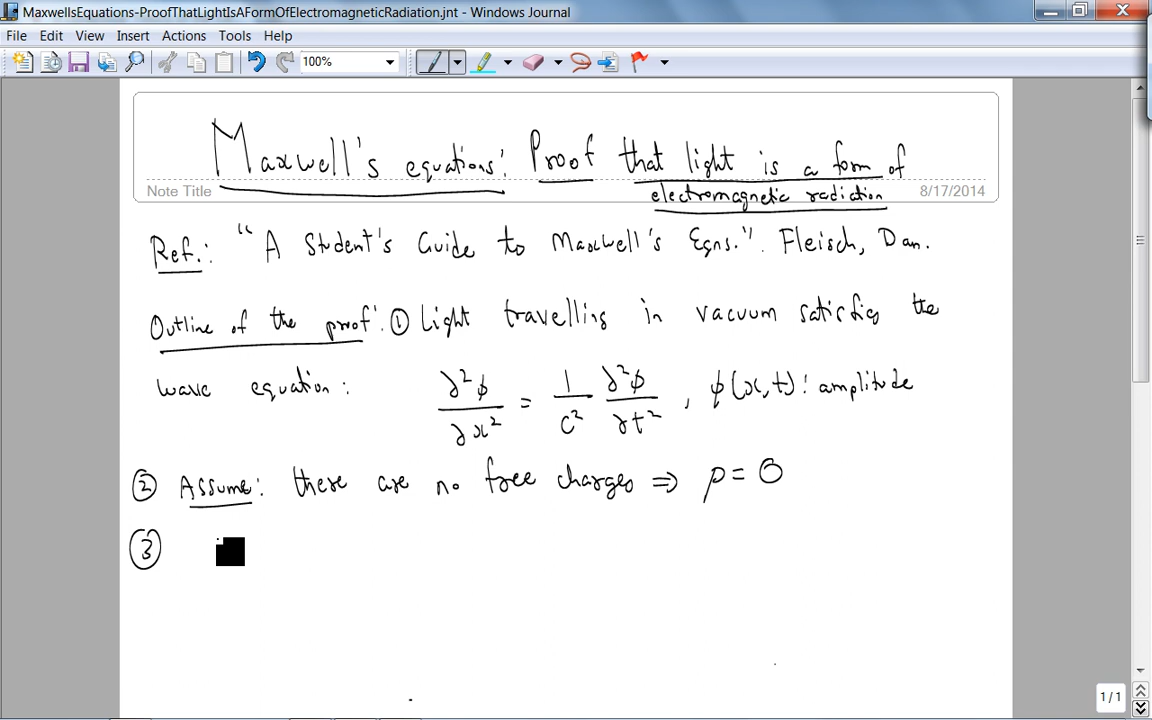 MaxwellsEquations-ProofThatLightIsAFormOfElectromagneticRadiation.jnt - Windows Journal
File Edit View Insert Actions Tools Help
100%
Maxwell's equations: Proof that light is a form of
electromagnetic radiation
Note Title
8/17/2014
Ref.: "A Student's Guide to Maxwell's Eqns.". Fleisch, Dan.
Outline of the proof: ① Light travelling in vacuum satisfies the
wave equation: ∂²ϕ/∂x² = 1/c² ∂²ϕ/∂t², ϕ(x,t): amplitude
② Assume: there are no free charges ⇒ ρ = 0
③
1/1